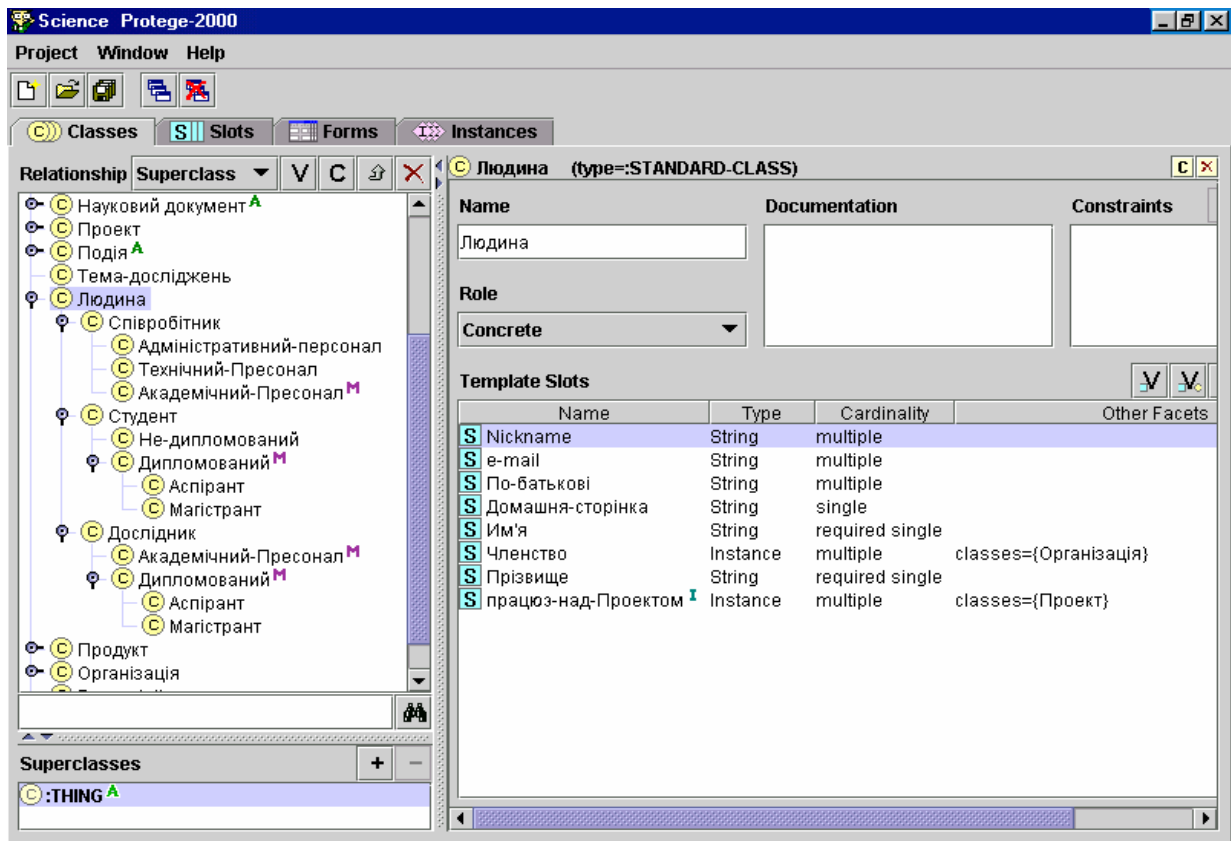 Science Protege-2000
Project Window Help
Classes Slots Forms Instances
Relationship Superclass V C
Науковий документ A
Проект
Подія A
Тема-досліджень
Людина
Співробітник
Адміністративний-персонал
Технічний-Пресонал
Академічний-Пресонал M
Студент
Не-дипломований
Дипломований M
Аспірант
Магістрант
Дослідник
Академічний-Пресонал M
Дипломований M
Аспірант
Магістрант
Продукт
Організація
Superclasses + −
C :THING A
C Людина (type=:STANDARD-CLASS) C ×
Name Documentation Constraints
Людина
Role
Concrete
Template Slots V V
Name Type Cardinality Other Facets
S Nickname String multiple
S e-mail String multiple
S По-батькові String multiple
S Домашня-сторінка String single
S Им'я String required single
S Членство Instance multiple classes={Організація}
S Прізвище String required single
S працюэ-над-Проектом I Instance multiple classes={Проект}